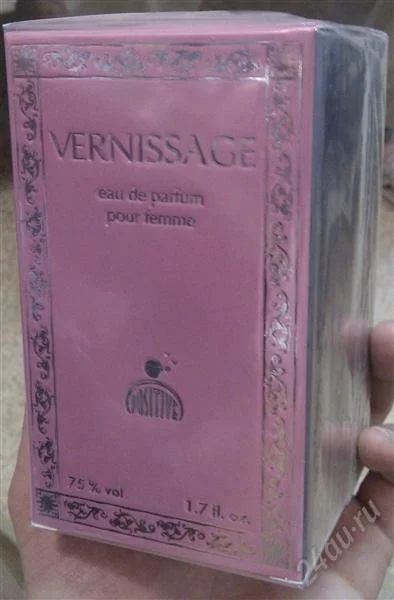 VERNISSAGE
eau de parfum
pour femme
POSITIVE
75% vol
1.7 fl. oz.
24au.ru